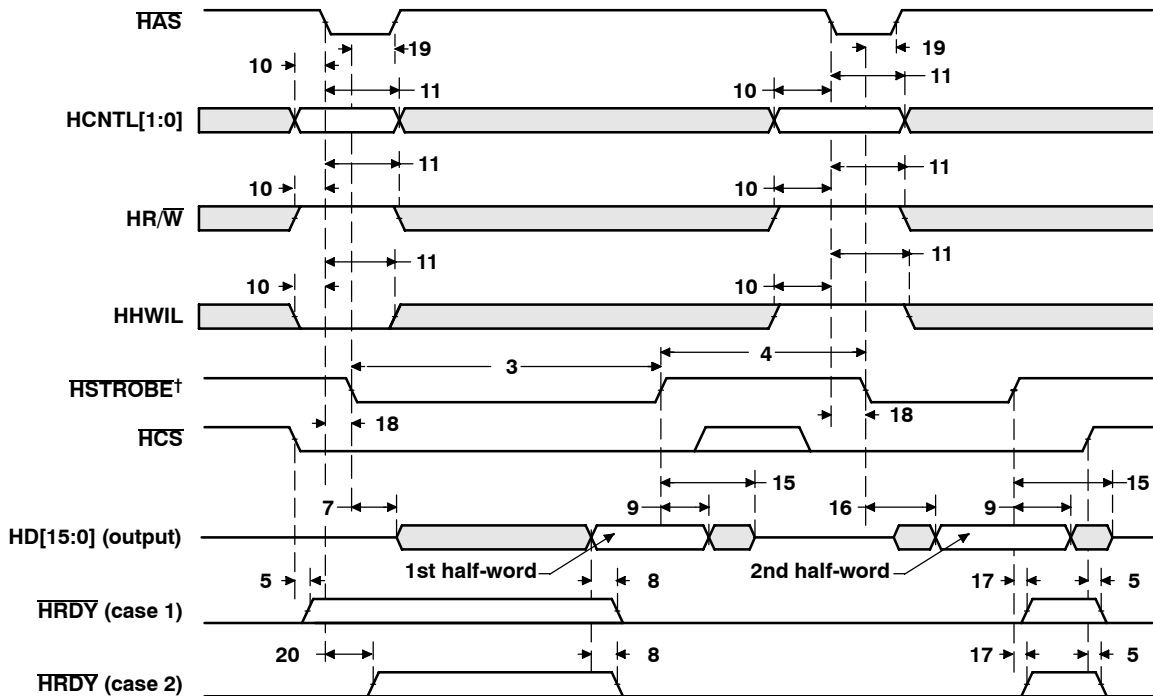 HAS
19
19
10
11
11
10
HCNTL[1:0]
11
11
10
10
HR/W
11
11
10
10
HHWIL
3
4
HSTROBE†
18
18
HCS
15
15
7
9
16
9
HD[15:0] (output)
1st half-word
2nd half-word
5
8
17
5
HRDY (case 1)
20
8
17
5
HRDY (case 2)